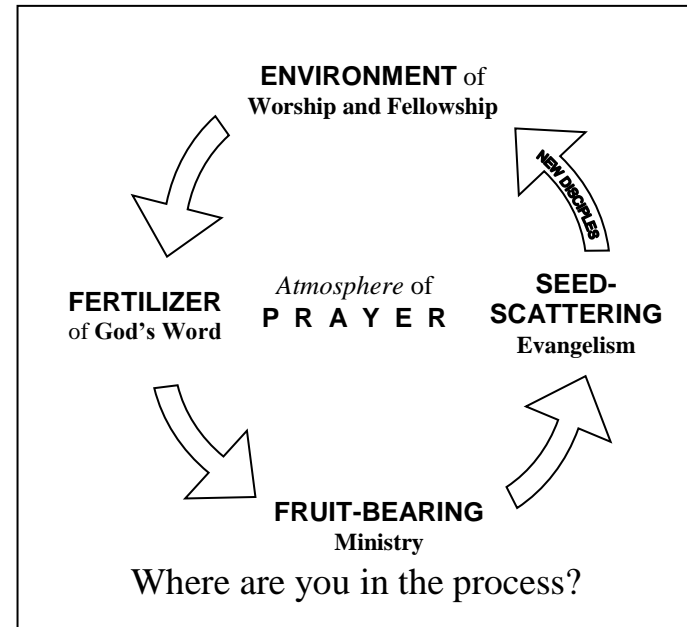 ENVIRONMENT of
Worship and Fellowship
NEW DISCIPLES
FERTILIZER
of God's Word
Atmosphere of
P R A Y E R
SEED-
SCATTERING
Evangelism
FRUIT-BEARING
Ministry
Where are you in the process?